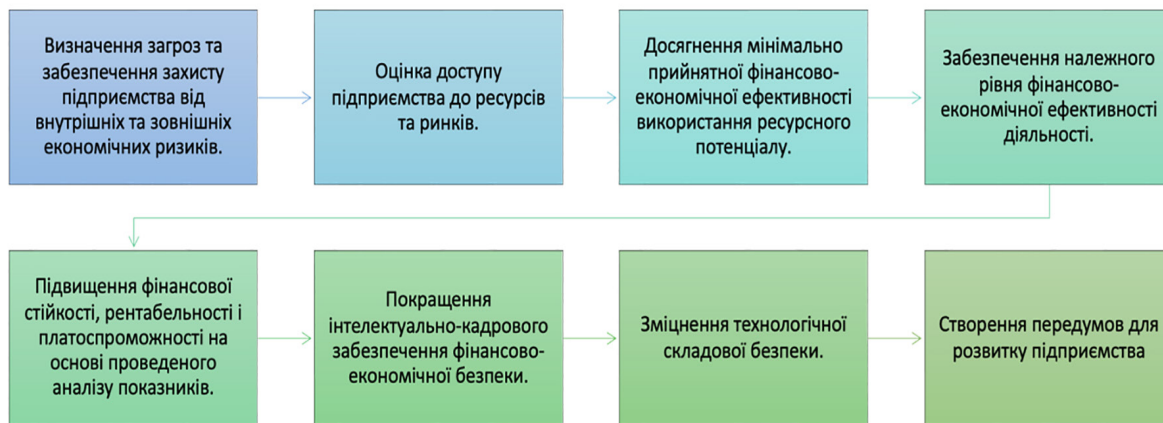 Визначення загроз та
забезпечення захисту
підприємства від
внутрішніх та зовнішніх
економічних ризиків.
Оцінка доступу
підприємства до ресурсів
та ринків.
Досягнення мінімально
прийнятної фінансово-
економічної ефективності
використання ресурсного
потенціалу.
Забезпечення належного
рівня фінансово-
економічної ефективності
діяльності.
Підвищення фінансової
стійкості, рентабельності і
платоспроможності на
основі проведеного
аналізу показників.
Покращення
інтелектуально-кадрового
забезпечення фінансово-
економічної безпеки.
Зміцнення технологічної
складової безпеки.
Створення передумов для
розвитку підприємства